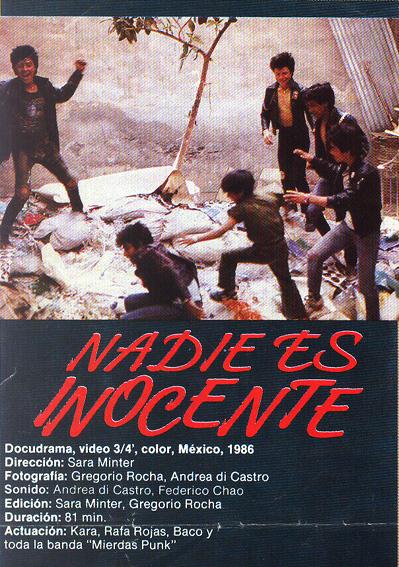 NADIE ES
INOCENTE
Docudrama, video 3/4', color, México, 1986
Dirección: Sara Minter
Fotografía: Gregorio Rocha, Andrea di Castro
Sonido: Andrea di Castro, Federico Chao
Edición: Sara Minter, Gregorio Rocha
Duración: 81 min.
Actuación: Kara, Rafa Rojas, Baco y
toda la banda "Mierdas Punk"